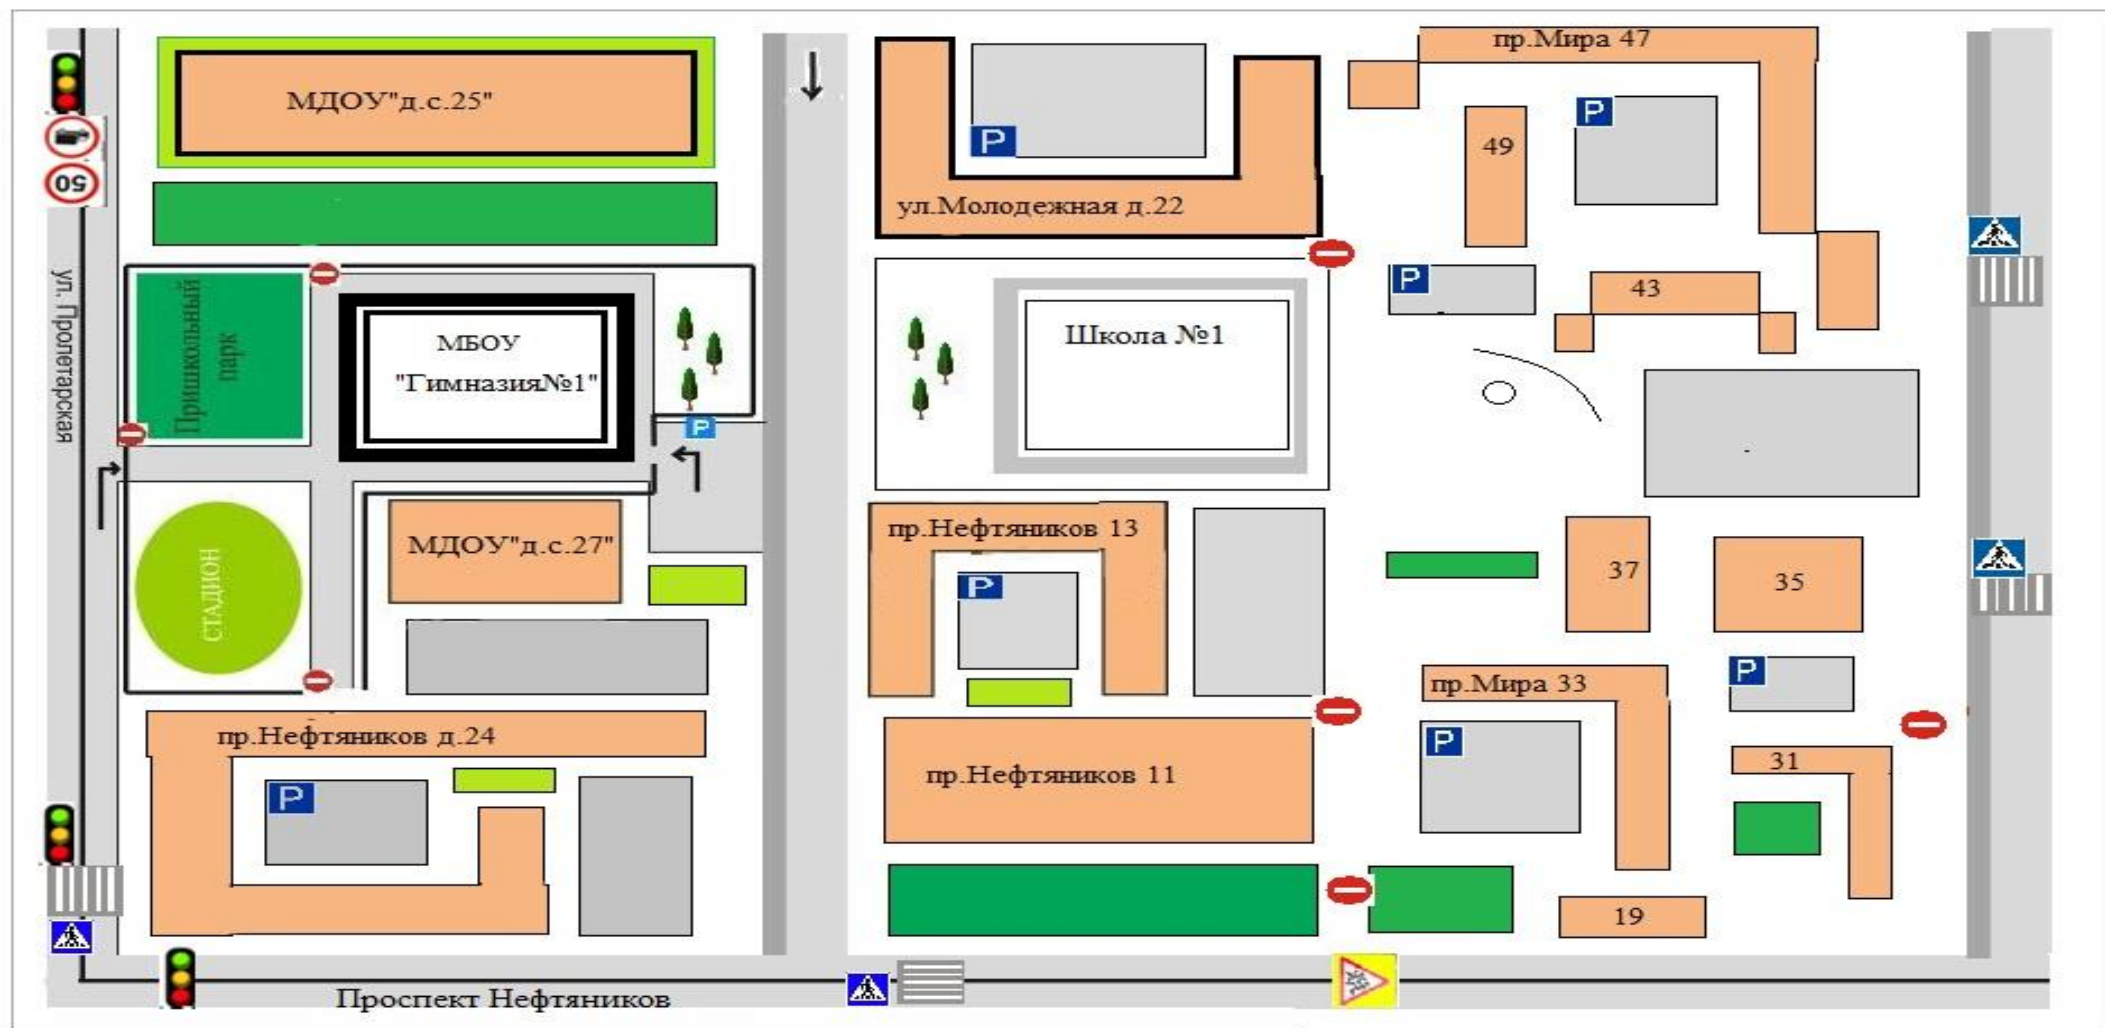 МДОУ"д.с.25"
50
ул. Пролетарская
Пришкольный
парк
МБОУ
"Гимназия№1"
P
СТАДИОН
МДОУ"д.с.27"
пр.Нефтяников д.24
P
Проспект Нефтяников
P
ул.Молодежная д.22
Школа №1
пр.Нефтяников 13
P
пр.Нефтяников 11
пр.Мира 47
49
P
P
43
37
35
пр.Мира 33
P
P
31
19